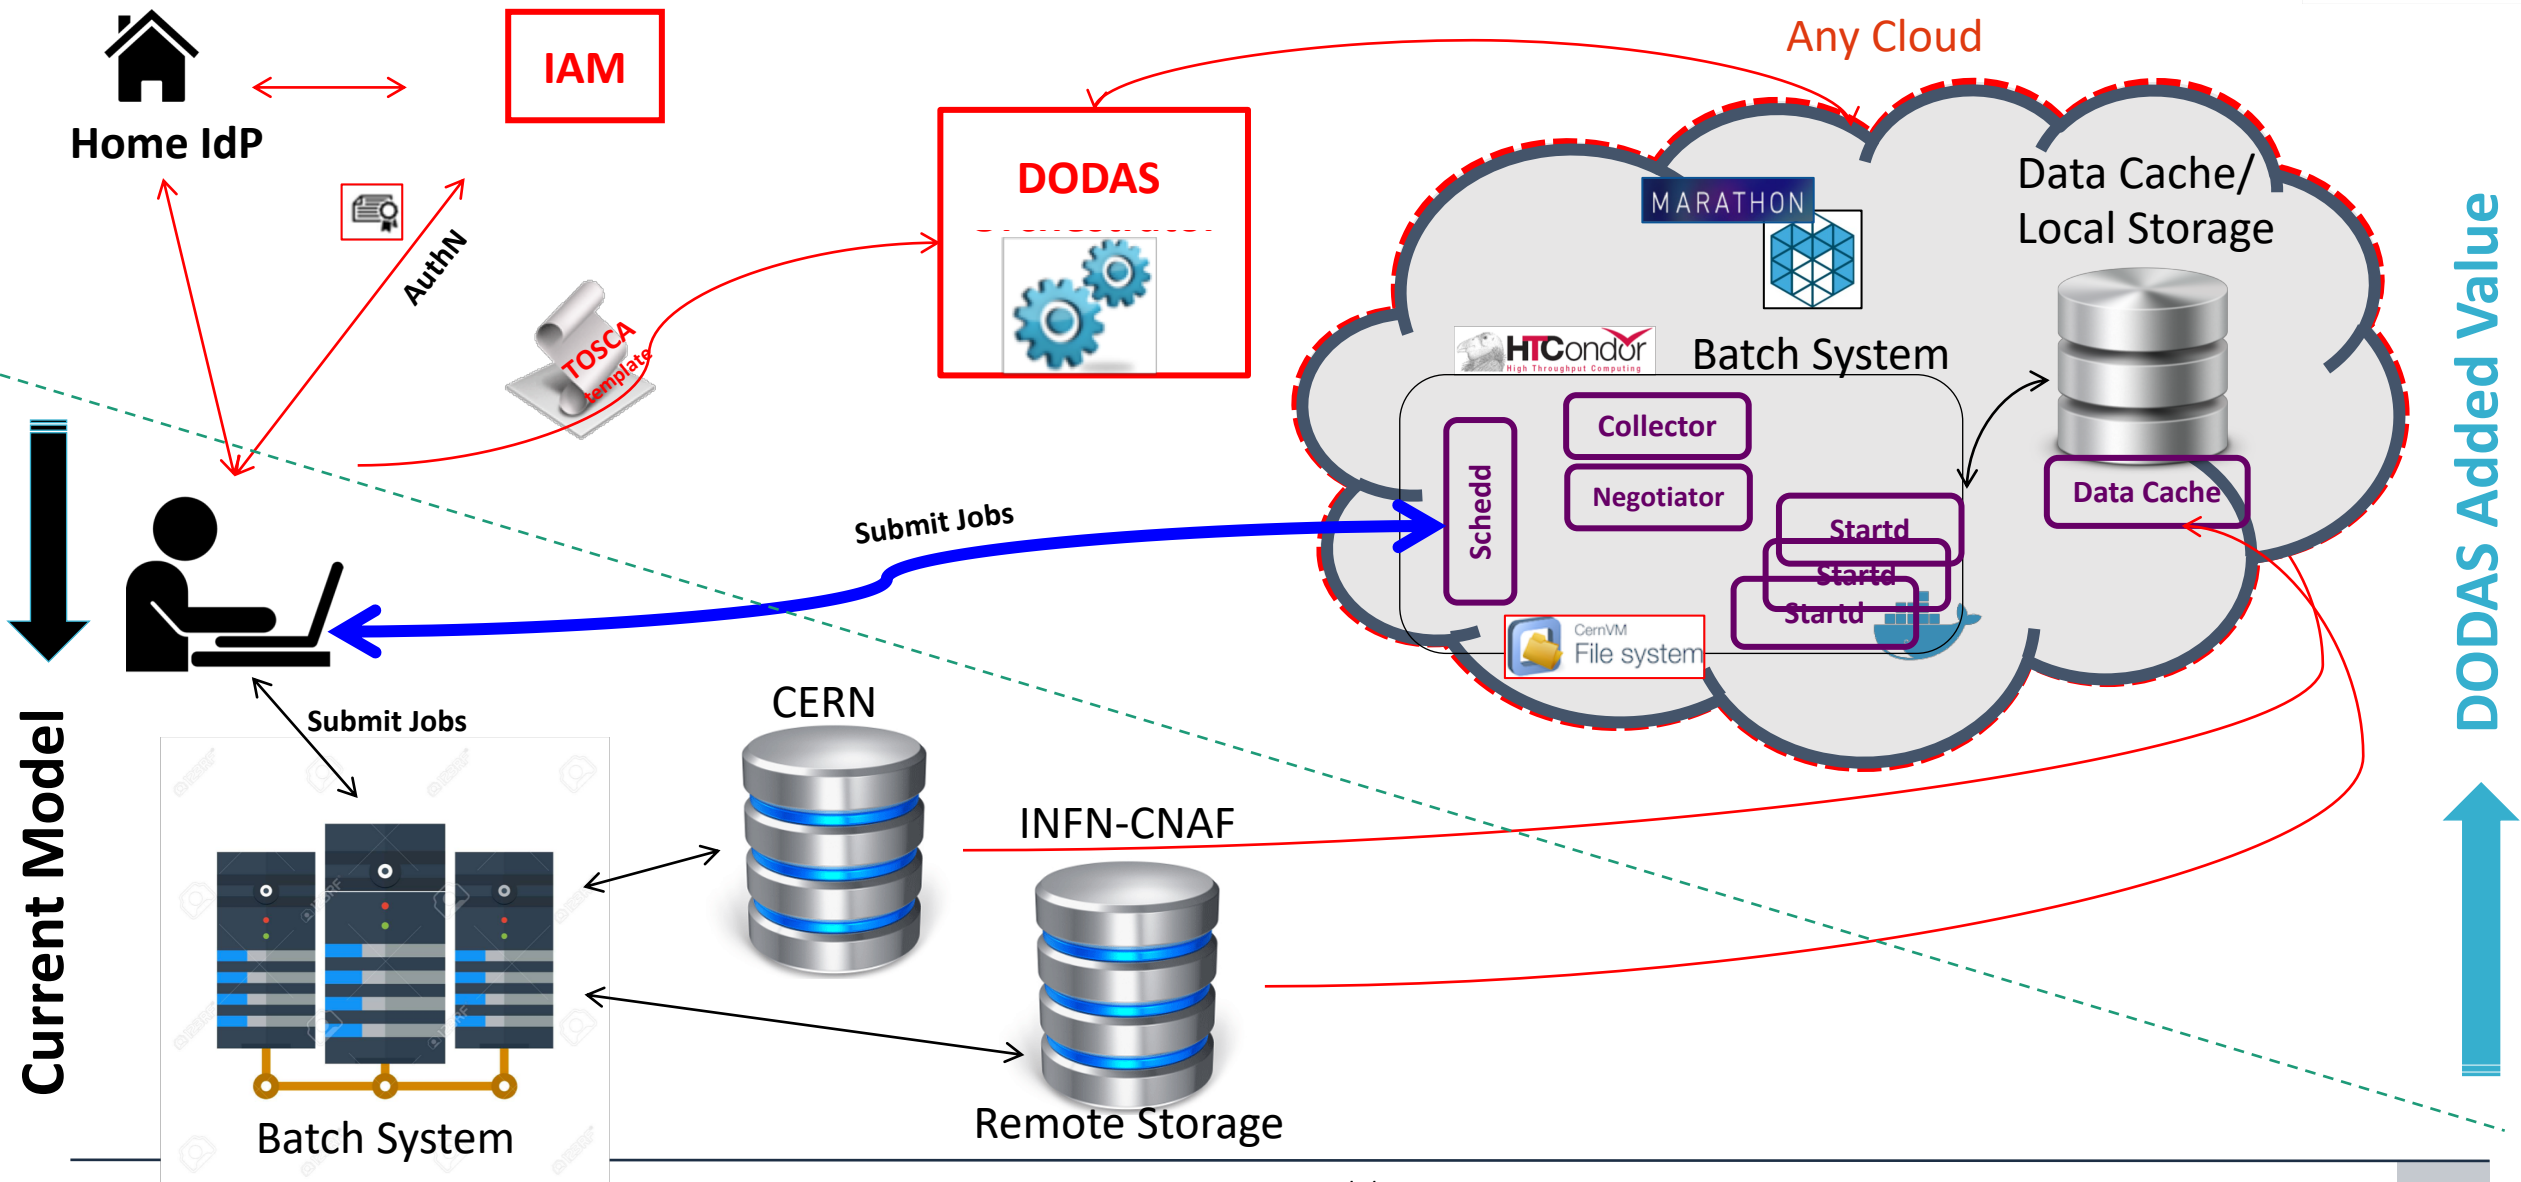 Any Cloud
IAM
Home IdP
DODAS
MARATHON
Data Cache/
Local Storage
AuthN
TOSCA
template
HTCondor
High Throughput Computing
Batch System
Collector
Negotiator
Schedd
Startd
Startd
Startd
Data Cache
CernVM
File system
Submit Jobs
Submit Jobs
CERN
INFN-CNAF
Remote Storage
Batch System
Current Model
DODAS Added Value